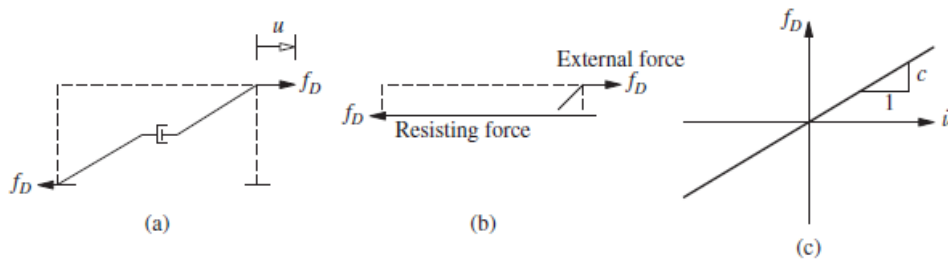 u
f_D
f_D
(a)
External force
f_D
f_D
Resisting force
(b)
f_D
c
1
(c)